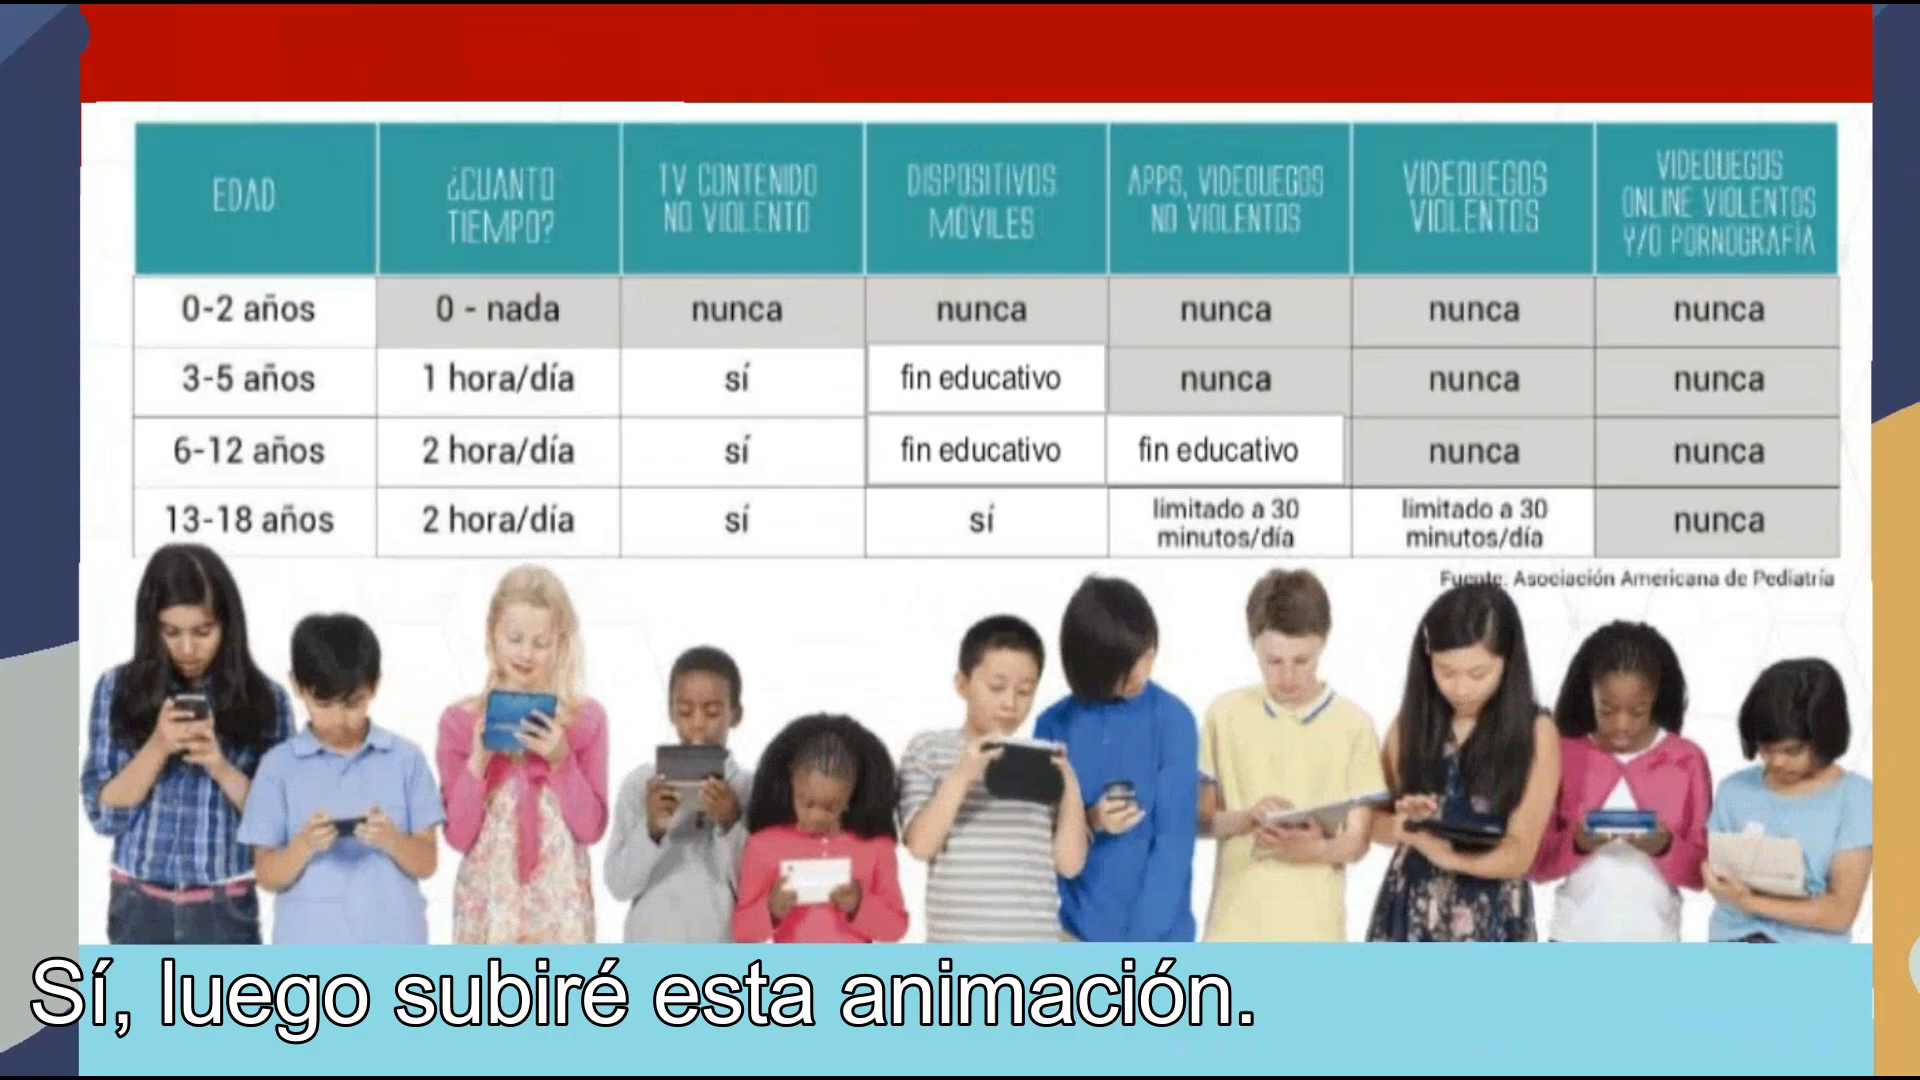 EDAD
¿CUANTO
TIEMPO?
TV CONTENIDO
NO VIOLENTO
DISPOSITIVOS
MÓVILES
APPS, VIDEOJUEGOS
NO VIOLENTOS
VIDEOJUEGOS
VIOLENTOS
VIDEOJUEGOS
ONLINE VIOLENTOS
Y/O PORNOGRAFÍA
0-2 años
0 - nada
nunca
nunca
nunca
nunca
nunca
3-5 años
1 hora/día
sí
fin educativo
nunca
nunca
nunca
6-12 años
2 hora/día
sí
fin educativo
fin educativo
nunca
nunca
13-18 años
2 hora/día
sí
sí
limitado a 30
minutos/día
limitado a 30
minutos/día
nunca
Fuente: Asociación Americana de Pediatría
Sí, luego subiré esta animación.